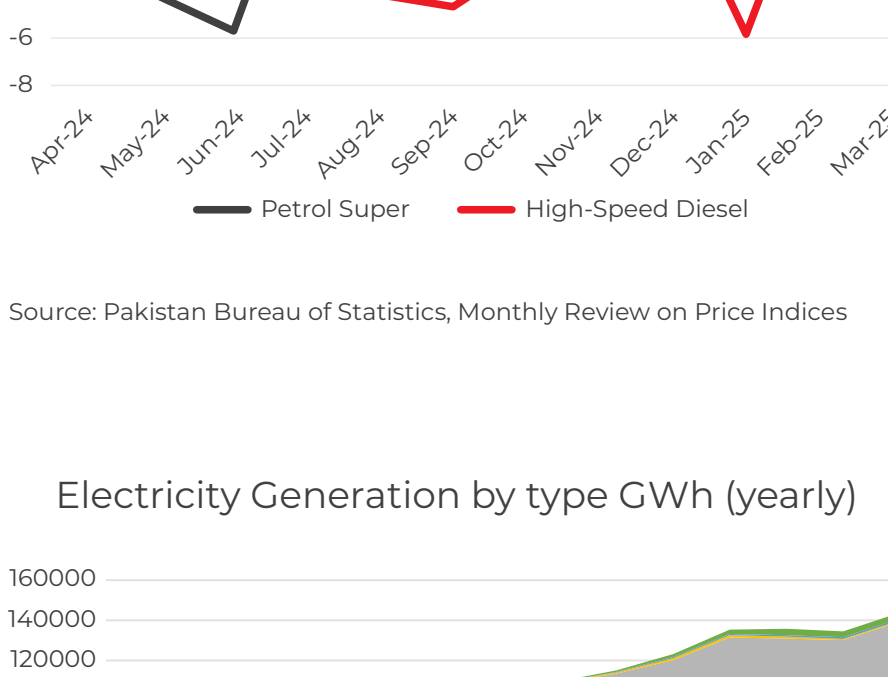 -6
-8
Apr-24 May-24 Jun-24 Jul-24 Aug-24 Sep-24 Oct-24 Nov-24 Dec-24 Jan-25 Feb-25 Mar-25
Petrol Super High-Speed Diesel
Source: Pakistan Bureau of Statistics, Monthly Review on Price Indices
Electricity Generation by type GWh (yearly)
160000
140000
120000